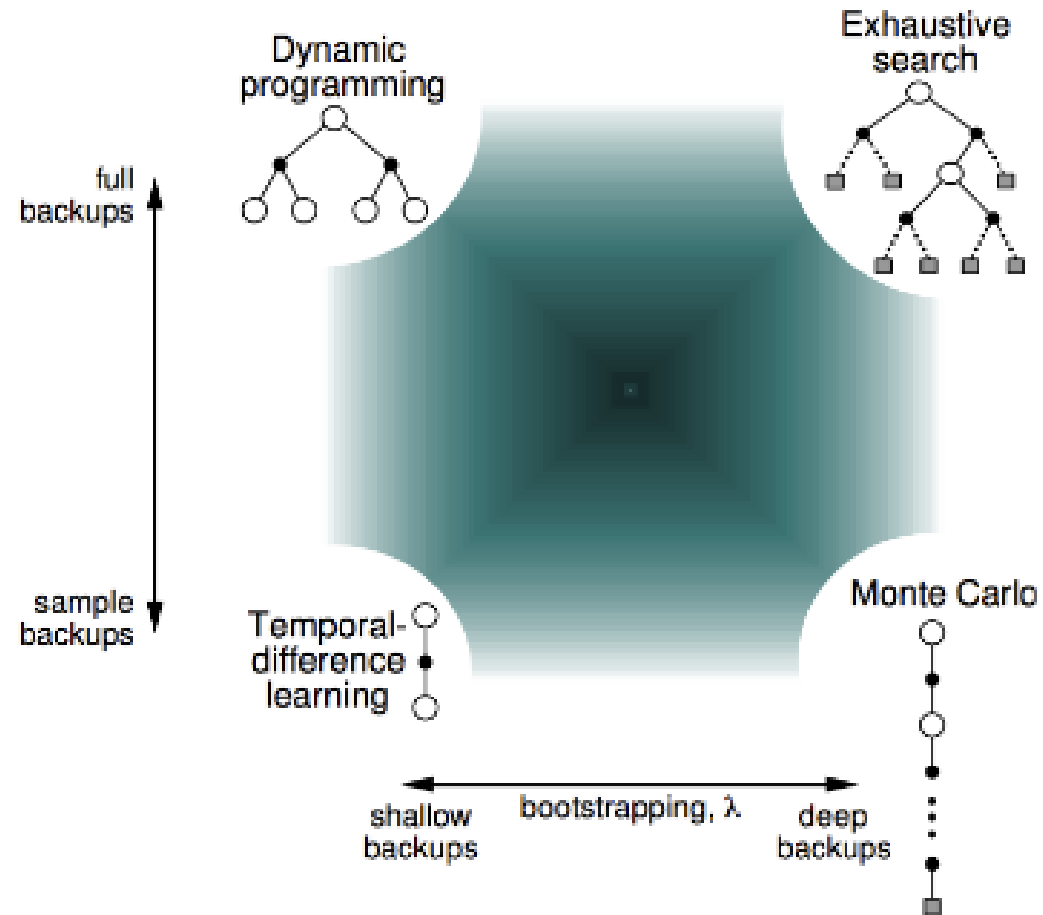 Dynamic
programming
Exhaustive
search
full
backups
sample
backups
Temporal-
difference
learning
Monte Carlo
bootstrapping, λ
shallow
backups
deep
backups